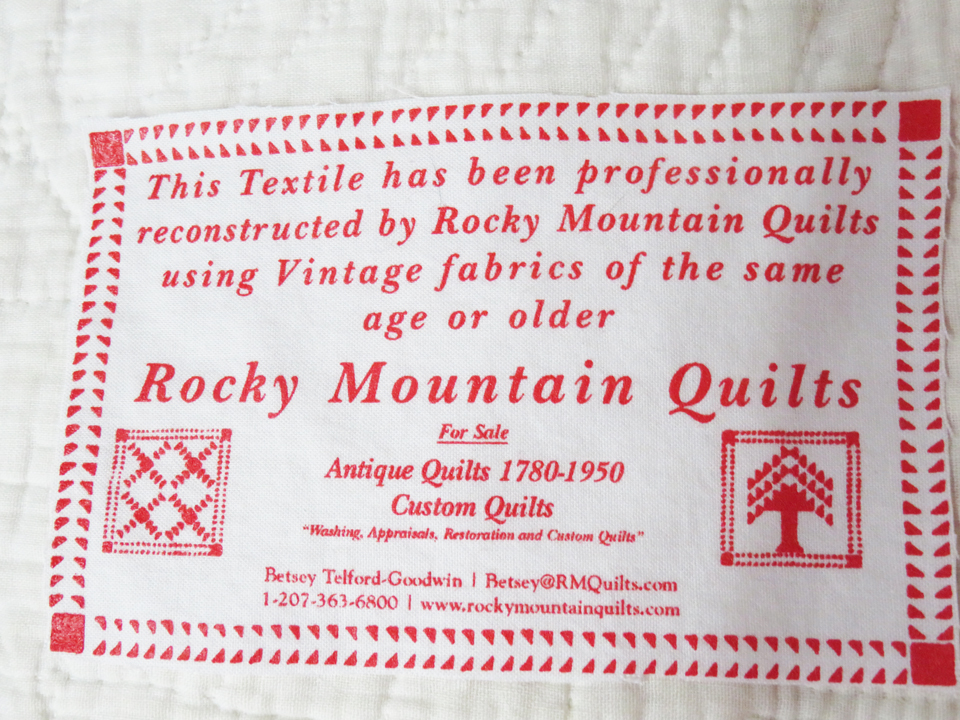 This Textile has been professionally
reconstructed by Rocky Mountain Quilts
using Vintage fabrics of the same
age or older
Rocky Mountain Quilts
For Sale
Antique Quilts 1780-1950
Custom Quilts
"Washing, Appraisals, Restoration and Custom Quilts"
Betsey Telford-Goodwin | Betsey@RMQuilts.com
1-207-363-6800 | www.rockymountainquilts.com